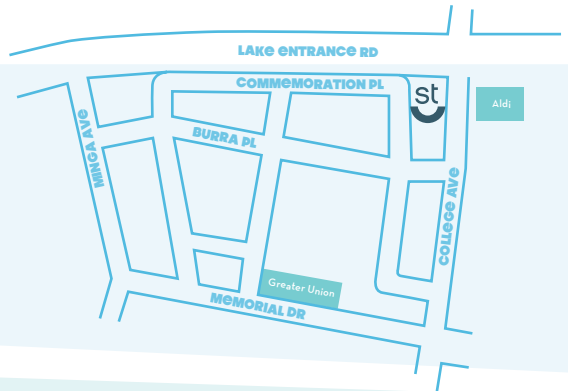 LAKE ENTRANCE RD
COMMEMORATION PL
st
Aldi
MINGA AVE
BURRA PL
COLLEGE AVE
Greater Union
MEMORIAL DR